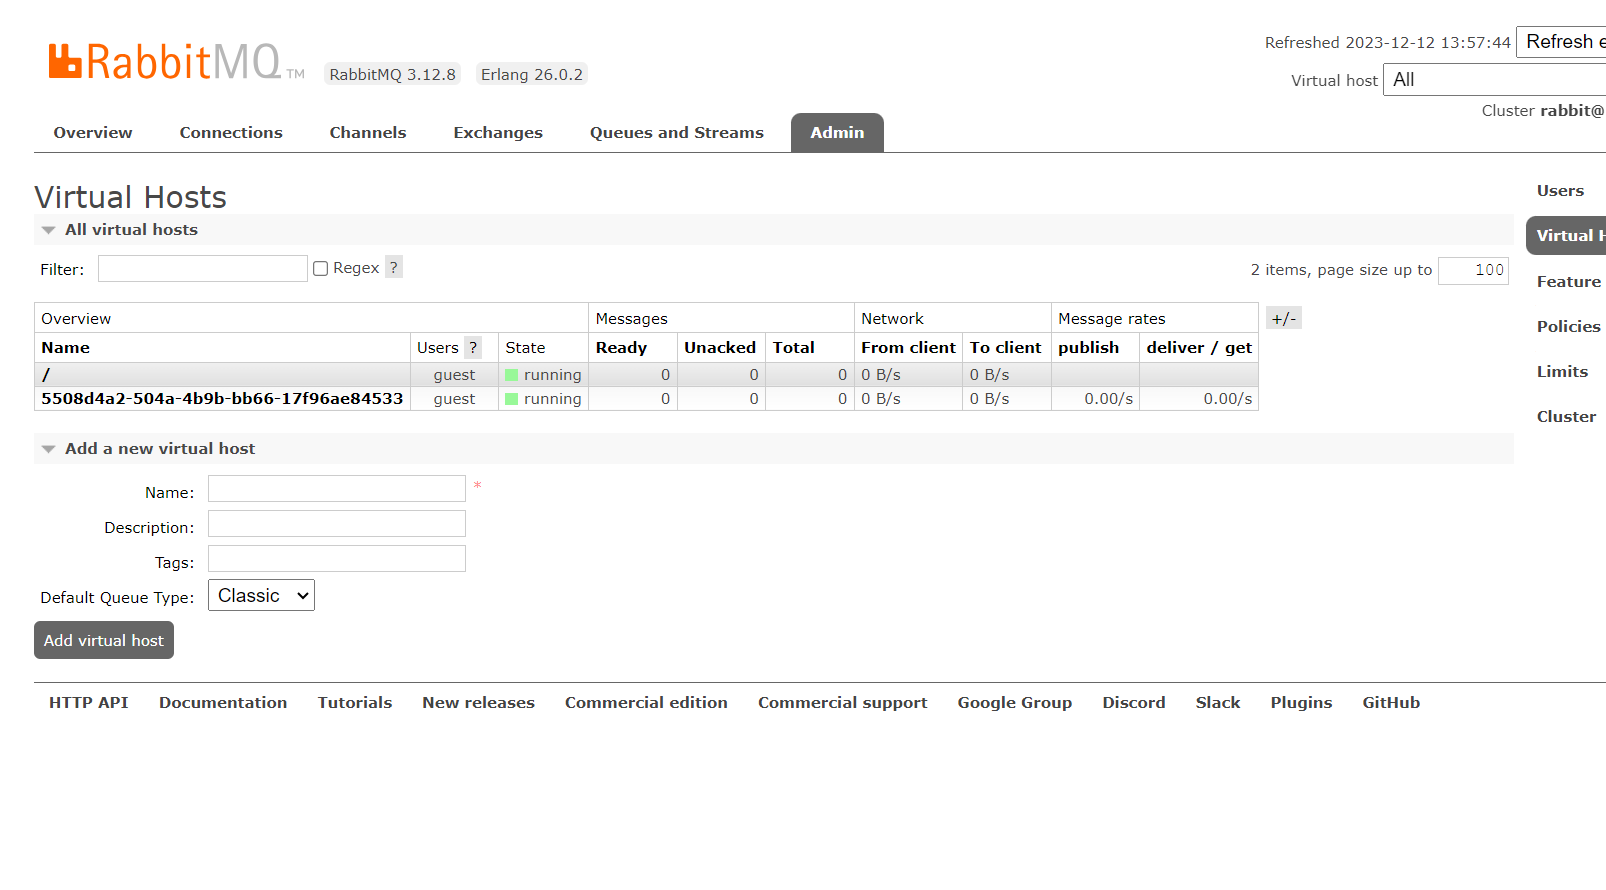 RabbitMQ TM RabbitMQ 3.12.8 Erlang 26.0.2
Refreshed 2023-12-12 13:57:44 Refresh e
Virtual host All
Cluster rabbit@
Overview Connections Channels Exchanges Queues and Streams Admin
Virtual Hosts
All virtual hosts
Filter: Regex ? 2 items, page size up to 100
Overview Messages Network Message rates +/-
Name Users ? State Ready Unacked Total From client To client publish deliver / get
/ guest running 0 0 0 0 B/s 0 B/s
5508d4a2-504a-4b9b-bb66-17f96ae84533 guest running 0 0 0 0 B/s 0 B/s 0.00/s 0.00/s
Add a new virtual host
Name: *
Description:
Tags:
Default Queue Type: Classic
Add virtual host
Users
Virtual H
Feature
Policies
Limits
Cluster
HTTP API Documentation Tutorials New releases Commercial edition Commercial support Google Group Discord Slack Plugins GitHub